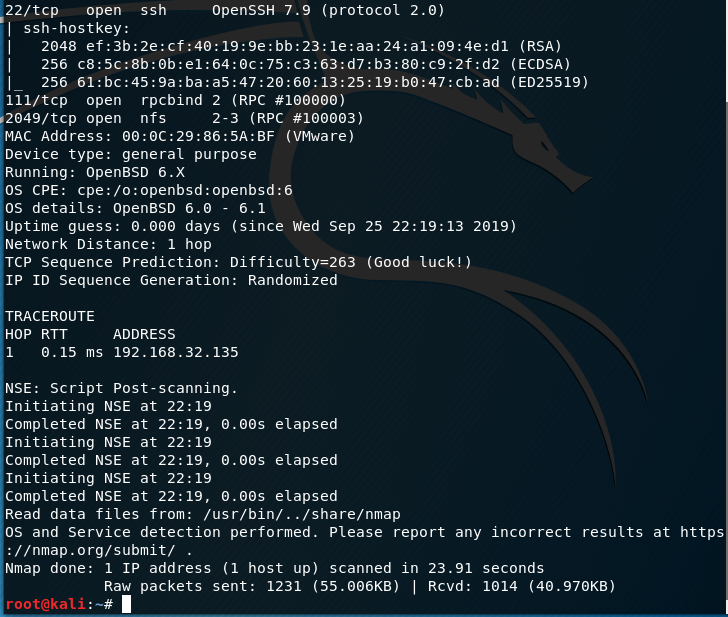 22/tcp   open  ssh     OpenSSH 7.9 (protocol 2.0)
| ssh-hostkey:
|   2048 ef:3b:2e:cf:40:19:9e:bb:23:1e:aa:24:a1:09:4e:d1 (RSA)
|   256 c8:5c:8b:0b:e1:64:0c:75:c3:63:d7:b3:80:c9:2f:d2 (ECDSA)
|_  256 61:bc:45:9a:ba:a5:47:20:60:13:25:19:b0:47:cb:ad (ED25519)
111/tcp  open  rpcbind 2 (RPC #100000)
2049/tcp open  nfs     2-3 (RPC #100003)
MAC Address: 00:0C:29:86:5A:BF (VMware)
Device type: general purpose
Running: OpenBSD 6.X
OS CPE: cpe:/o:openbsd:openbsd:6
OS details: OpenBSD 6.0 - 6.1
Uptime guess: 0.000 days (since Wed Sep 25 22:19:13 2019)
Network Distance: 1 hop
TCP Sequence Prediction: Difficulty=263 (Good luck!)
IP ID Sequence Generation: Randomized
TRACEROUTE
HOP RTT     ADDRESS
1   0.15 ms 192.168.32.135
NSE: Script Post-scanning.
Initiating NSE at 22:19
Completed NSE at 22:19, 0.00s elapsed
Initiating NSE at 22:19
Completed NSE at 22:19, 0.00s elapsed
Initiating NSE at 22:19
Completed NSE at 22:19, 0.00s elapsed
Read data files from: /usr/bin/../share/nmap
OS and Service detection performed. Please report any incorrect results at https
://nmap.org/submit/ .
Nmap done: 1 IP address (1 host up) scanned in 23.91 seconds
           Raw packets sent: 1231 (55.006KB) | Rcvd: 1014 (40.970KB)
root@kali:~#